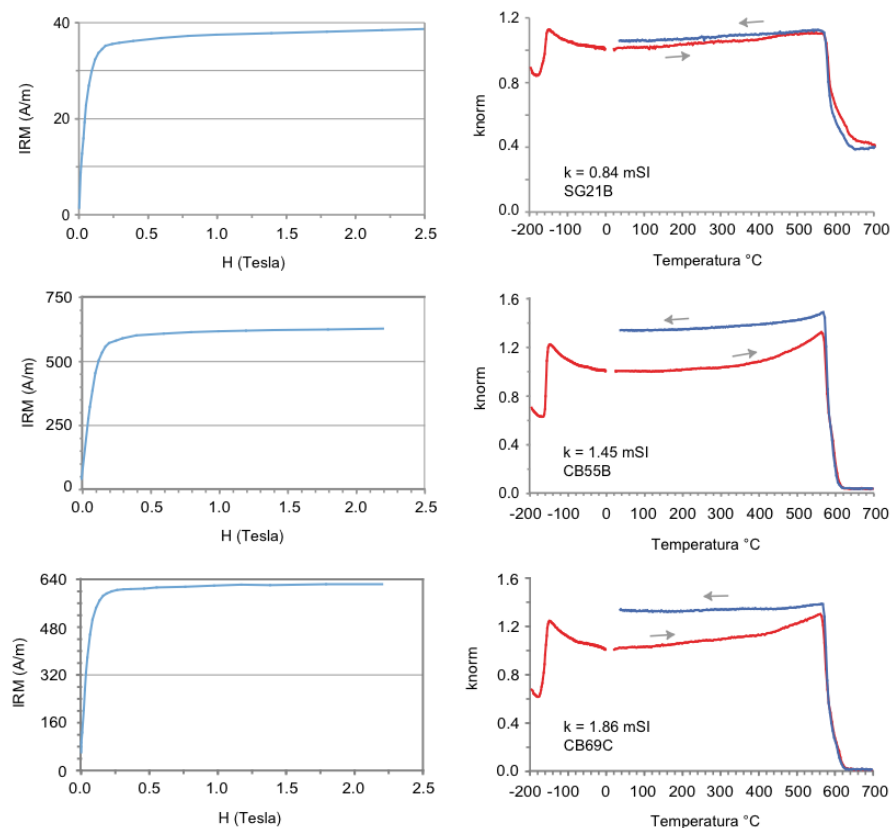 40
20
0
IRM (A/m)
0.0 0.5 1.0 1.5 2.0 2.5
H (Tesla)
1.2
0.8
0.4
0.0
knorm
k = 0.84 mSI
SG21B
-200 -100 0 100 200 300 400 500 600 700
Temperatura °C
750
500
250
0
IRM (A/m)
0.0 0.5 1.0 1.5 2.0 2.5
H (Tesla)
1.6
1.2
0.8
0.4
0.0
knorm
k = 1.45 mSI
CB55B
-200 -100 0 100 200 300 400 500 600 700
Temperatura °C
640
480
320
160
0
IRM (A/m)
0.0 0.5 1.0 1.5 2.0 2.5
H (Tesla)
1.6
1.2
0.8
0.4
0.0
knorm
k = 1.86 mSI
CB69C
-200 -100 0 100 200 300 400 500 600 700
Temperatura °C